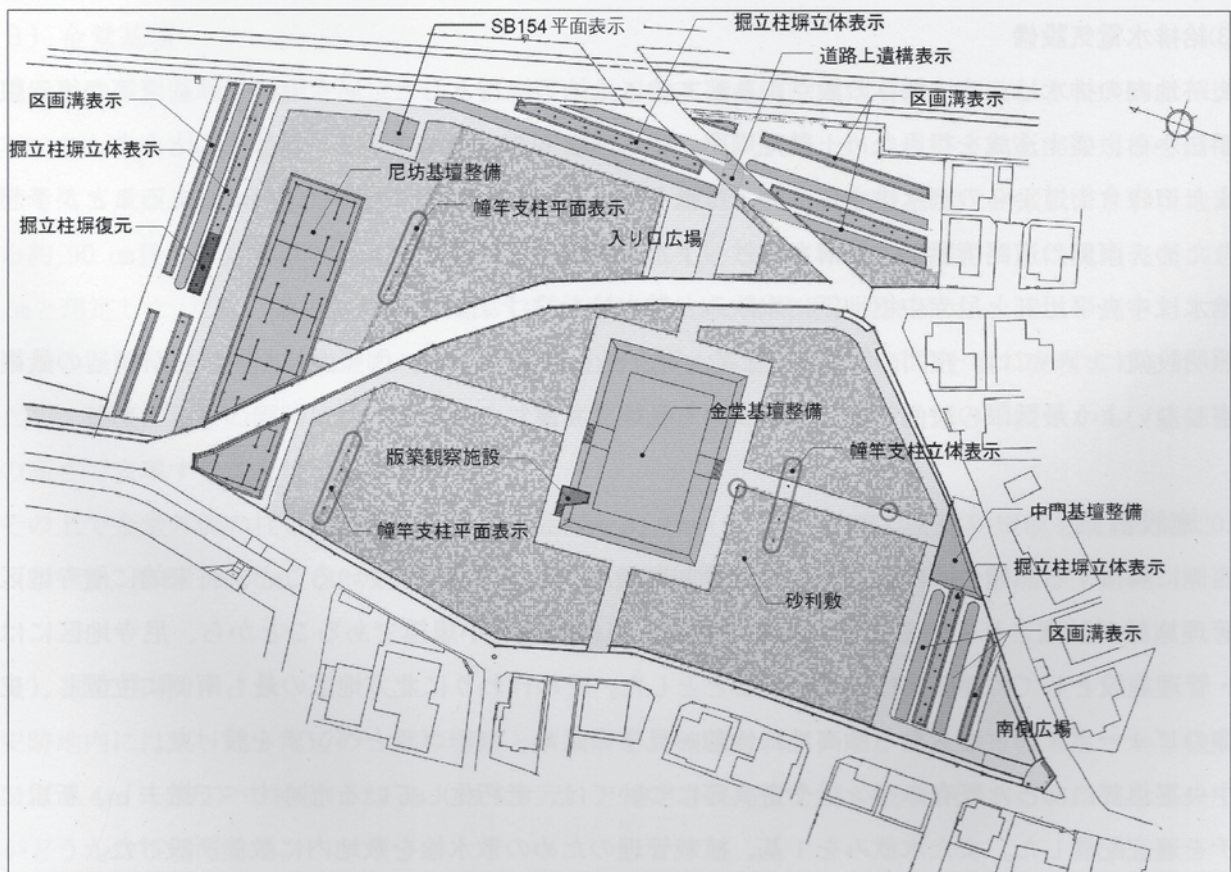 SB154平面表示
掘立柱塀立体表示
道路上遺構表示
区画溝表示
区画溝表示
掘立柱塀立体表示
尼坊基壇整備
幢竿支柱平面表示
掘立柱塀復元
入り口広場
金堂基壇整備
版築観察施設
幢竿支柱立体表示
幢竿支柱平面表示
中門基壇整備
掘立柱塀立体表示
砂利敷
区画溝表示
南側広場